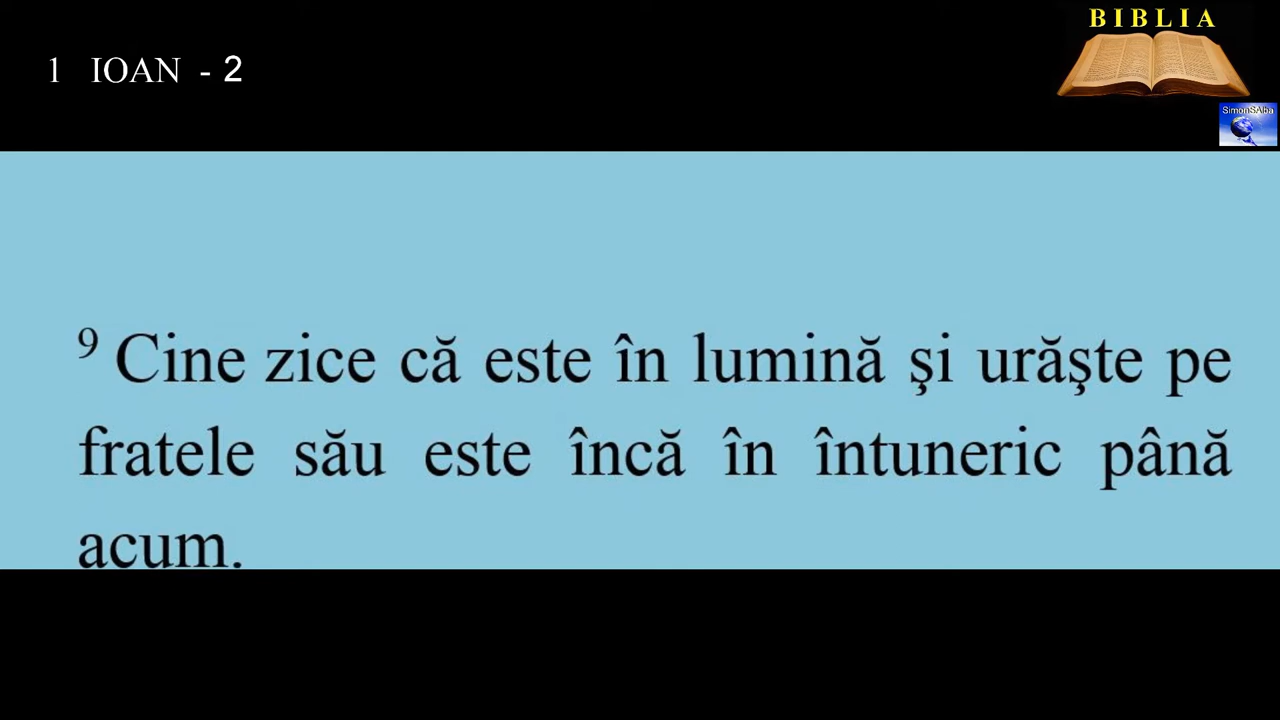 BIBLIA
1 IOAN - 2
SimonSAlba
9 Cine zice că este în lumină şi urăşte pe
fratele său este încă în întuneric până
acum.